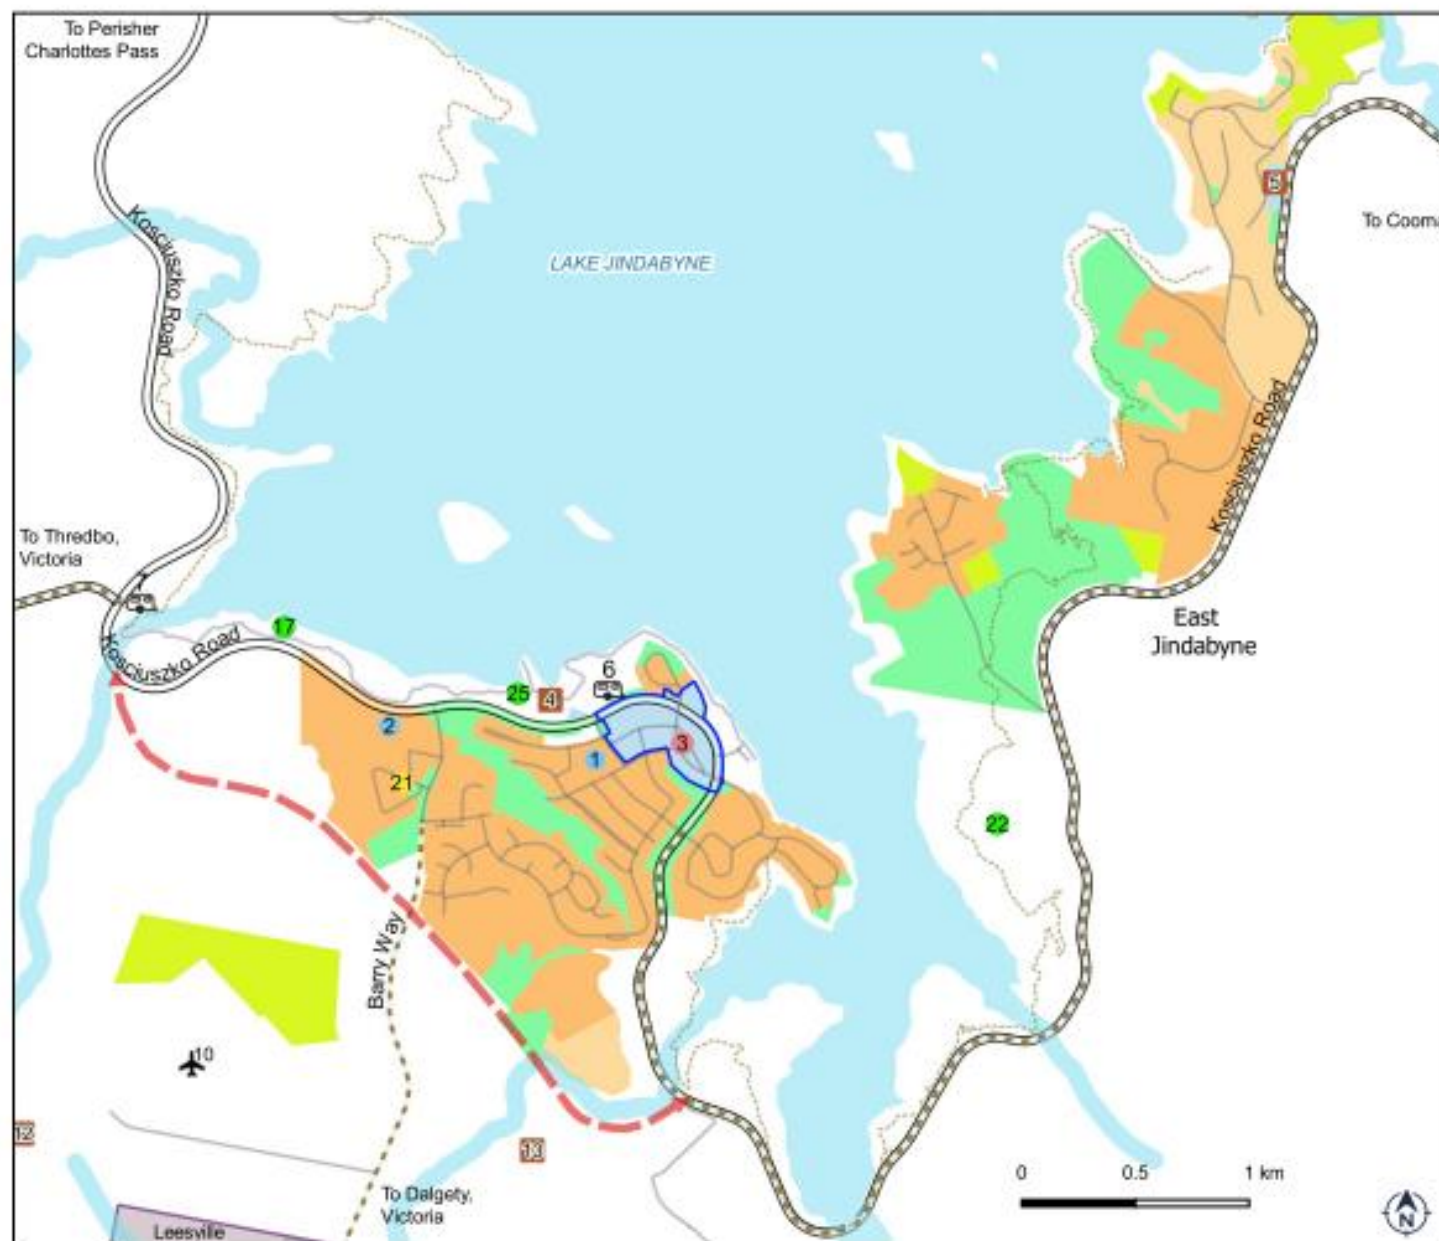 To Perisher
Charlottes Pass
Kosciuszko Road
LAKE JINDABYNE
5
To Cooma
Kosciuszko Road
To Thredbo,
Victoria
7
17
Kosciuszko Road
East
Jindabyne
6
25
4
2
3
1
21
22
Barry Way
10
12
13
0 0.5 1 km
To Dalgety,
Victoria
N
Leesville